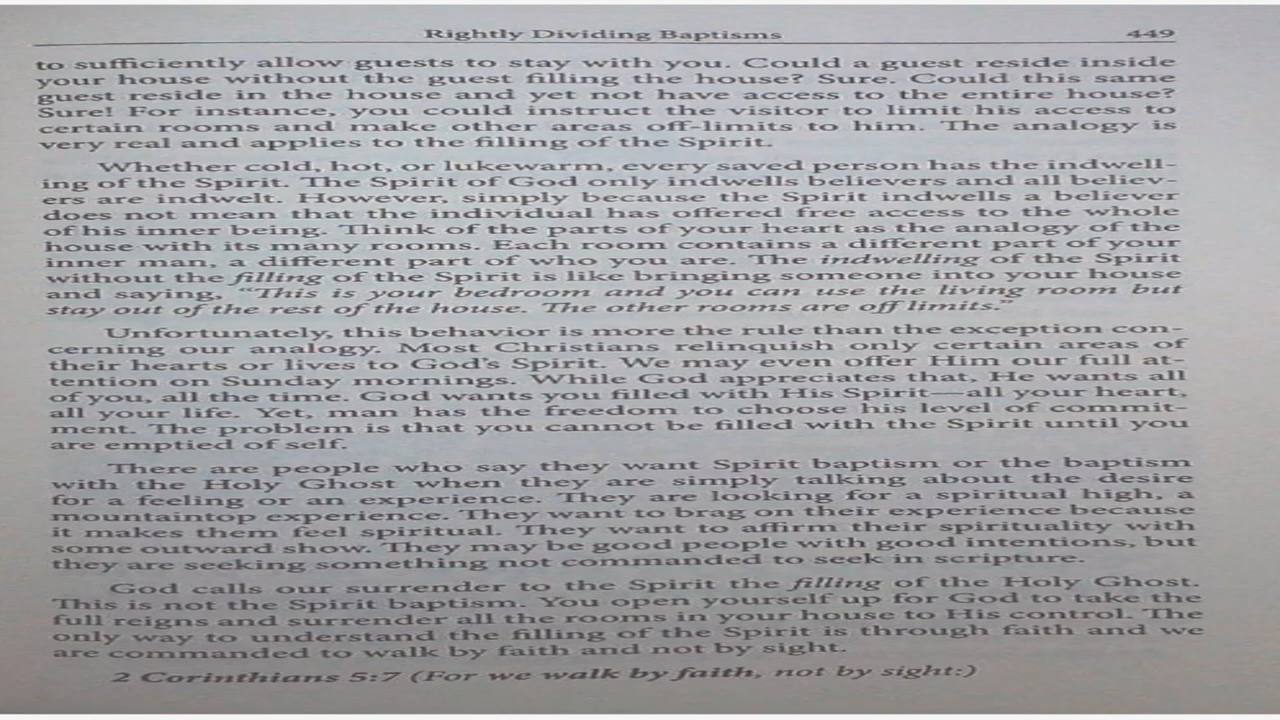 Rightly Dividing Baptisms 449
to sufficiently allow guests to stay with you. Could a guest reside inside
your house without the guest filling the house? Sure. Could this same
guest reside in the house and yet not have access to the entire house?
Sure! For instance, you could instruct the visitor to limit his access to
certain rooms and make other areas off-limits to him. The analogy is
very real and applies to the filling of the Spirit.
Whether cold, hot, or lukewarm, every saved person has the indwell-
ing of the Spirit. The Spirit of God only indwells believers and all believ-
ers are indwelt. However, simply because the Spirit indwells a believer
does not mean that the individual has offered free access to the whole
of his inner being. Think of the parts of your heart as the analogy of the
house with its many rooms. Each room contains a different part of your
inner man, a different part of who you are. The indwelling of the Spirit
without the filling of the Spirit is like bringing someone into your house
and saying, "This is your bedroom and you can use the living room but
stay out of the rest of the house. The other rooms are off limits."
Unfortunately, this behavior is more the rule than the exception con-
cerning our analogy. Most Christians relinquish only certain areas of
their hearts or lives to God's Spirit. We may even offer Him our full at-
tention on Sunday mornings. While God appreciates that, He wants all
of you, all the time. God wants you filled with His Spirit—all your heart,
all your life. Yet, man has the freedom to choose his level of commit-
ment. The problem is that you cannot be filled with the Spirit until you
are emptied of self.
There are people who say they want Spirit baptism or the baptism
with the Holy Ghost when they are simply talking about the desire
for a feeling or an experience. They are looking for a spiritual high, a
mountaintop experience. They want to brag on their experience because
it makes them feel spiritual. They want to affirm their spirituality with
some outward show. They may be good people with good intentions, but
they are seeking something not commanded to seek in scripture.
God calls our surrender to the Spirit the filling of the Holy Ghost.
This is not the Spirit baptism. You open yourself up for God to take the
full reigns and surrender all the rooms in your house to His control. The
only way to understand the filling of the Spirit is through faith and we
are commanded to walk by faith and not by sight.
2 Corinthians 5:7 (For we walk by faith, not by sight:)